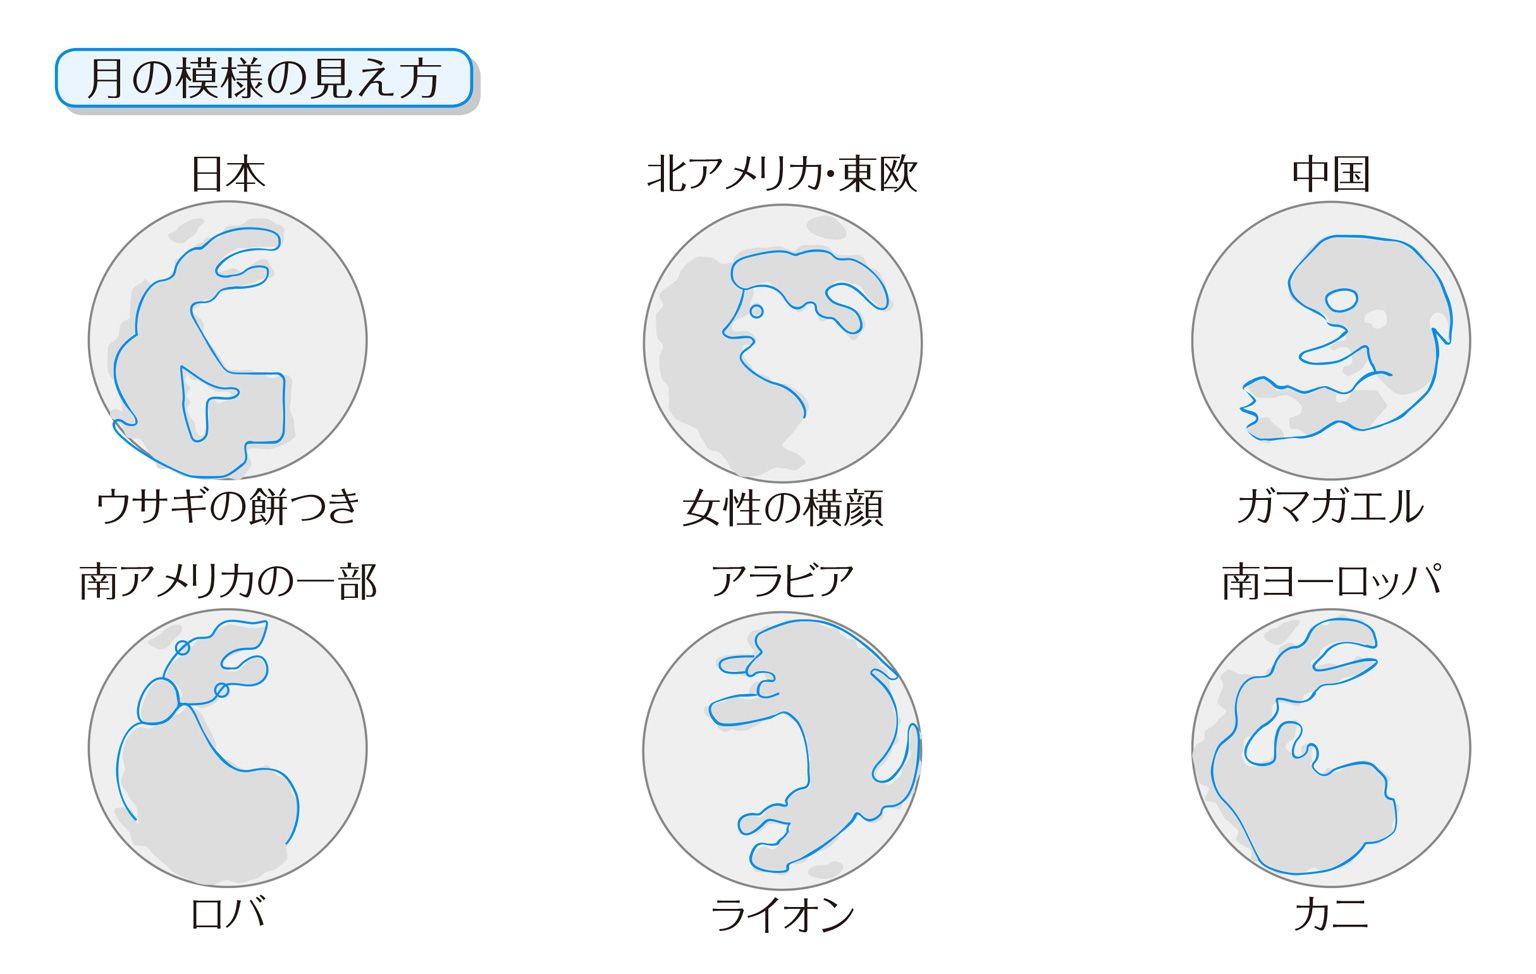 月の模様の見え方
日本
北アメリカ・東欧
中国
ウサギの餅つき
女性の横顔
ガマガエル
南アメリカの一部
アラビア
南ヨーロッパ
ロバ
ライオン
カニ